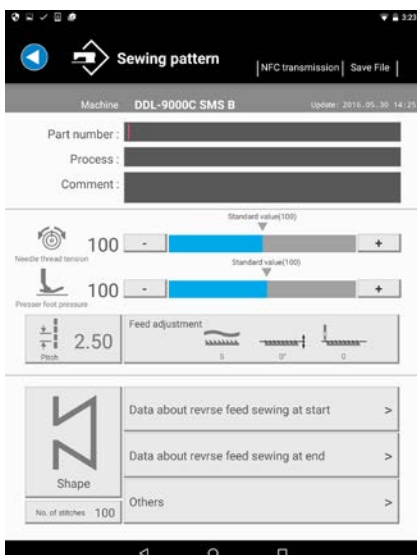 3:23
Sewing pattern
NFC transmission | Save File |
Machine DDL-9000C SMS B Update: 2016.05.30 14:25
Part number :
Process :
Comment :
Standard value(100)
100 - +
Needle thread tension
Standard value(100)
100 - +
Presser foot pressure
Feed adjustment
2.50
Pitch
S 0° 0
Data about revrse feed sewing at start >
Data about revrse feed sewing at end >
Shape
Others >
No. of stitches 100